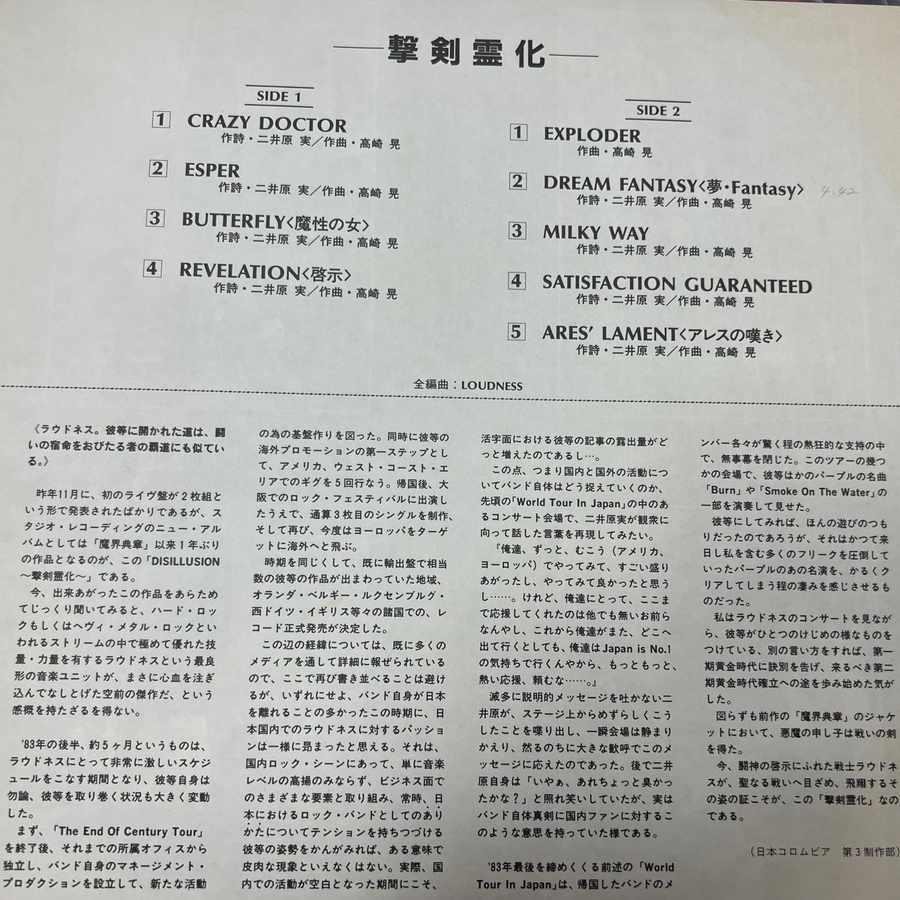 撃剣霊化
SIDE 1
1 CRAZY DOCTOR
作詩・二井原 実／作曲・高崎 晃
2 ESPER
作詩・二井原 実／作曲・高崎 晃
3 BUTTERFLY〈魔性の女〉
作詩・二井原 実／作曲・高崎 晃
4 REVELATION〈啓示〉
作詩・二井原 実／作曲・高崎 晃
SIDE 2
1 EXPLODER
作曲・高崎 晃
2 DREAM FANTASY〈夢・Fantasy〉 4.42
作詩・二井原 実／作曲・高崎 晃
3 MILKY WAY
作詩・二井原 実／作曲・高崎 晃
4 SATISFACTION GUARANTEED
作詩・二井原 実／作曲・高崎 晃
5 ARES' LAMENT〈アレスの嘆き〉
作詩・二井原 実／作曲・高崎 晃
全編曲：LOUDNESS
《ラウドネス。彼等に開かれた道は、闘
いの宿命をおびたる者の覇道にも似てい
る。》
昨年11月に、初のライヴ盤が2枚組と
いう形で発表されたばかりであるが、ス
タジオ・レコーディングのニュー・アル
バムとしては「魔界典章」以来1年ぶり
の作品となるのが、この「DISILLUSION
〜撃剣霊化〜」である。
今、出来あがったこの作品をあらため
てじっくり聞いてみると、ハード・ロッ
クもしくはヘヴィ・メタル・ロックとい
われるストリームの中で極めて優れた技
量・力量を有するラウドネスという最良
形の音楽ユニットが、まさに心血を注ぎ
込んでなしとげた空前の傑作だ、という
感概を持たざるを得ない。
'83年の後半、約5ヶ月というものは、
ラウドネスにとって非常に激しいスケジ
ュールをこなす期間となり、彼等自身は
勿論、彼等を取り巻く状況も大きく変動
した。
まず、「The End Of Century Tour」
を終了後、それまでの所属オフィスから
独立し、バンド自身のマネージメント・
プロダクションを設立して、新たな活動
の為の基盤作りを図った。同時に彼等の
海外プロモーションの第一ステップとし
て、アメリカ、ウェスト・コースト・エ
リアでのギグを5回行なう。帰国後、大
阪でのロック・フェスティバルに出演し
たうえで、通算3枚目のシングルを制作、
そして再び、今度はヨーロッパをターゲ
ットに海外へと飛ぶ。
時期を同じくして、既に輸出盤で相当
数の彼等の作品が出まわっていた地域、
オランダ・ベルギー・ルクセンブルグ・
西ドイツ・イギリス等々の諸国での、レ
コード正式発売が決定した。
この辺の経緯については、既に多くの
メディアを通して詳細に報ぜられている
ので、ここで再び書き並べることは避け
るが、いずれにせよ、バンド自身が日本
を離れることの多かったこの時期に、日
本国内でのラウドネスに対するパッショ
ンは一様に昂まったと思える。それは、
国内ロック・シーンにあって、単に音楽
レベルの高揚のみならず、ビジネス面で
のさまざまな要素と取り組み、常時、日
本におけるロック・バンドとしてのあり
かたについてテンションを持ちつづける
彼等の姿勢をかんがみれば、ある意味で
皮肉な現象といえなくはない。実際、国
内での活動が空白となった期間にこそ、
活字面における彼等の記事の露出量がど
っと増えたのであるし…。
この点、つまり国内と国外の活動につ
いてバンド自体はどう捉えていくのか、
先頃の「World Tour In Japan」の中のあ
るコンサート会場で、二井原実が観衆に
向って話した言葉を再現してみたい。
『俺達、ずっと、むこう（アメリカ、
ヨーロッパ）でやってみて、すごい盛り
あがったし、やってみて良かったと思う
し……。けれど、俺達にとって、ここま
で応援してくれたのは他でも無いお前ら
なんやし、これから俺達がまた、どこへ
出て行くとしても、俺達はJapan is No.1
の気持ちで行くんやから、もっともっと、
熱い応援、頼むな……。』
滅多に説明的メッセージを吐かない二
井原が、ステージ上からめずらしくこう
したことを喋り出し、一瞬会場は静まり
かえり、然るのちに大きな歓呼でこのメ
ッセージに応えたのであった。後で二井
原自身は「いやぁ、あれちょっと臭かっ
たかな？」と照れ笑いしていたが、実は
バンド自体真剣に国内ファンに対するこ
のような意思を持っていた様である。
'83年最後を締めくくる前述の「World
Tour In Japan」は、帰国したバンドのメ
ンバー各々が驚く程の熱狂的な支持の中
で、無事幕を閉じた。このツアーの幾つ
かの会場で、彼等はかのパープルの名曲
「Burn」や「Smoke On The Water」の
一部を演奏して見せた。
彼等にしてみれば、ほんの遊びのつも
りだったのであろうが、それはかつて来
日し私を含む多くのフリークを圧倒して
いったパープルのあの名演を、かるくク
リアしてしまう程の凄みを感じさせるも
のだった。
私はラウドネスのコンサートを見なが
ら、彼等がひとつのけじめの様なものを
つけている、別の言い方をすれば、第一
期黄金時代に訣別を告げ、来るべき第二
期黄金時代確立への途を歩み始めた気が
した。
図らずも前作の「魔界典章」のジャケ
ットにおいて、悪魔の申し子は戦いの剣
を得た。
今、闘神の啓示にふれた戦士ラウドネ
スが、聖なる戦いへ目ざめ、飛翔するそ
の姿の証こそが、この「撃剣霊化」なの
である。
（日本コロムビア 第3制作部）